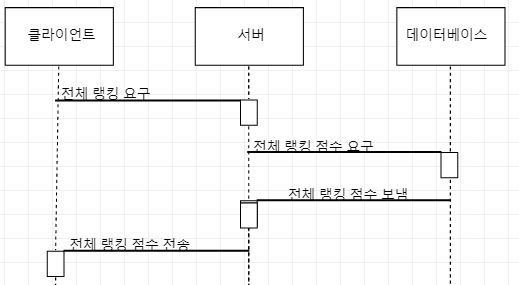 클라이언트
서버
데이터베이스
전체 랭킹 요구
전체 랭킹 점수 요구
전체 랭킹 점수 보냄
전체 랭킹 점수 전송